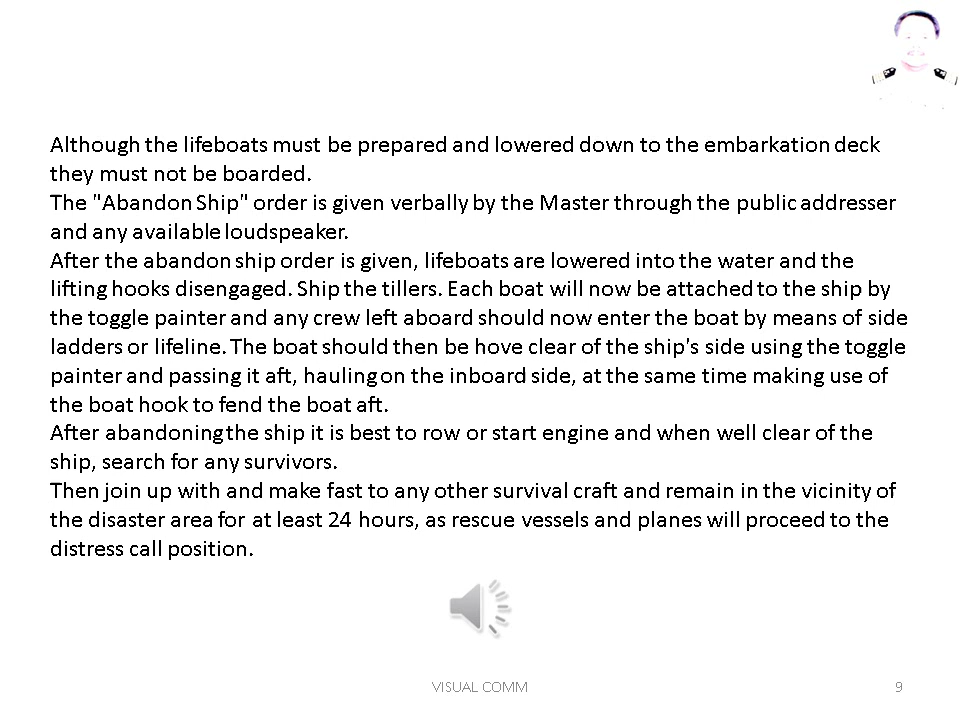 Although the lifeboats must be prepared and lowered down to the embarkation deck
they must not be boarded.
The "Abandon Ship" order is given verbally by the Master through the public addresser
and any available loudspeaker.
After the abandon ship order is given, lifeboats are lowered into the water and the
lifting hooks disengaged. Ship the tillers. Each boat will now be attached to the ship by
the toggle painter and any crew left aboard should now enter the boat by means of side
ladders or lifeline. The boat should then be hove clear of the ship's side using the toggle
painter and passing it aft, hauling on the inboard side, at the same time making use of
the boat hook to fend the boat aft.
After abandoning the ship it is best to row or start engine and when well clear of the
ship, search for any survivors.
Then join up with and make fast to any other survival craft and remain in the vicinity of
the disaster area for at least 24 hours, as rescue vessels and planes will proceed to the
distress call position.
VISUAL COMM
9